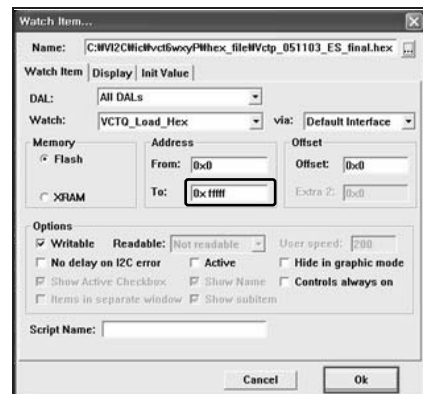 Watch Item...
Name: C:₩VI2C₩ic₩vct6wxyP₩hex_file₩Vctp_051103_ES_final.hex ...
Watch Item Display Init Value
DAL: All DALs
Watch: VCTQ_Load_Hex via: Default Interface
Memory Address Offset
Flash From: 0x0 Offset: 0x0
XRAM To: 0x fffff Extra 2: 0x0
Options
Writable Readable: Not readable User speed: 200
No delay on I2C error Active Hide in graphic mode
Show Active Checkbox Show Name Controls always on
Items in separate window Show subitem
Script Name:
Cancel Ok